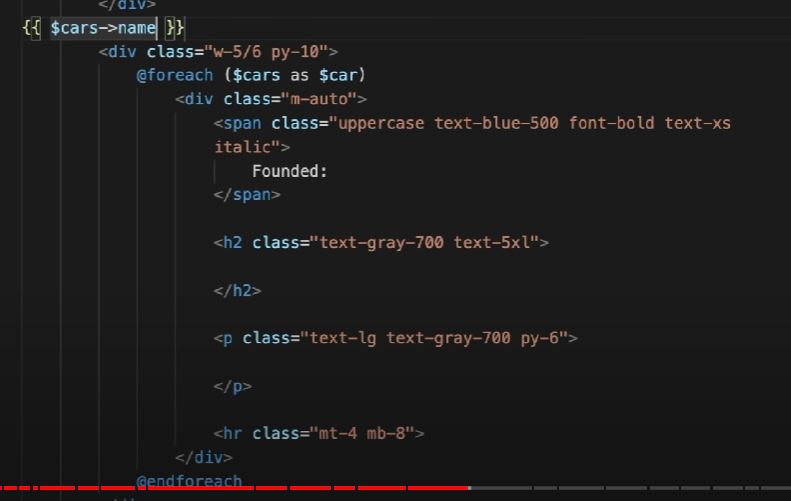 </div>
{{ $cars->name }}
<div class="w-5/6 py-10">
@foreach ($cars as $car)
<div class="m-auto">
<span class="uppercase text-blue-500 font-bold text-xs
italic">
Founded:
</span>
<h2 class="text-gray-700 text-5xl">
</h2>
<p class="text-lg text-gray-700 py-6">
</p>
<hr class="mt-4 mb-8">
</div>
@endforeach